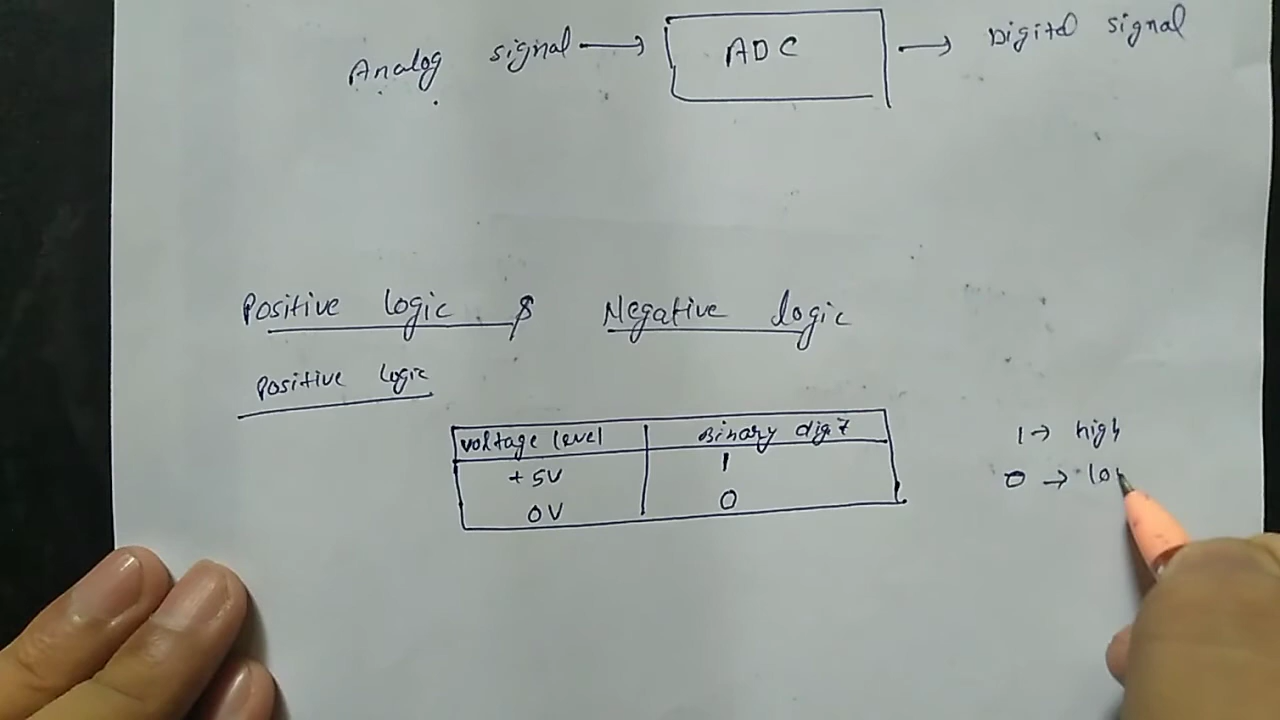 Analog signal → ADC → Digital signal
Positive logic & Negative logic
Positive logic
Voltage level Binary digit
+5V 1
0V 0
1 → high
0 → lo